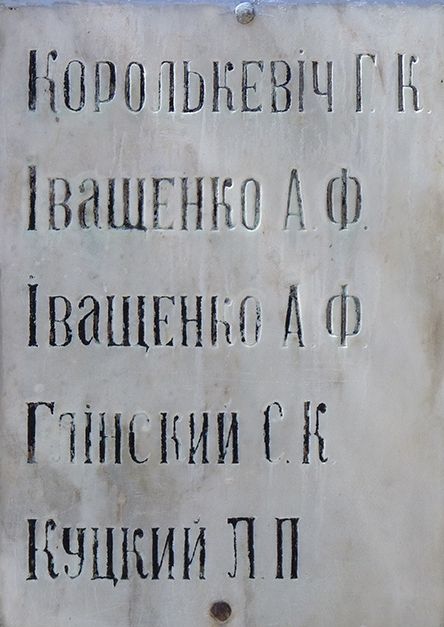 Королькевіч Г. К.
Іващенко А. Ф.
Іващенко А. Ф.
Глінский С. К.
Куцкий Л. П